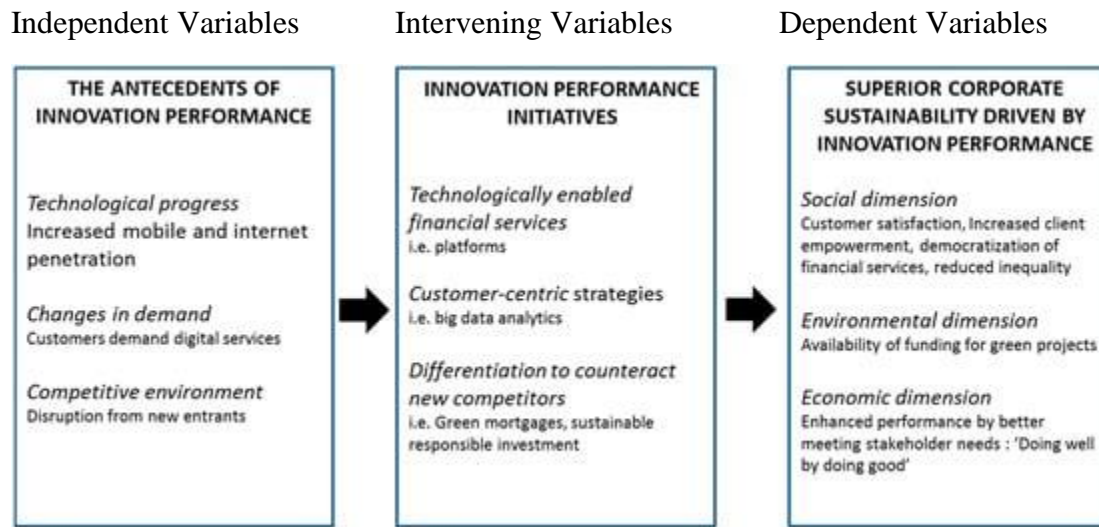 Independent Variables
Intervening Variables
Dependent Variables
THE ANTECEDENTS OF
INNOVATION PERFORMANCE
Technological progress
Increased mobile and internet
penetration
Changes in demand
Customers demand digital services
Competitive environment
Disruption from new entrants
INNOVATION PERFORMANCE
INITIATIVES
Technologically enabled
financial services
i.e. platforms
Customer-centric strategies
i.e. big data analytics
Differentiation to counteract
new competitors
i.e. Green mortgages, sustainable
responsible investment
SUPERIOR CORPORATE
SUSTAINABILITY DRIVEN BY
INNOVATION PERFORMANCE
Social dimension
Customer satisfaction, Increased client
empowerment, democratization of
financial services, reduced inequality
Environmental dimension
Availability of funding for green projects
Economic dimension
Enhanced performance by better
meeting stakeholder needs : 'Doing well
by doing good'